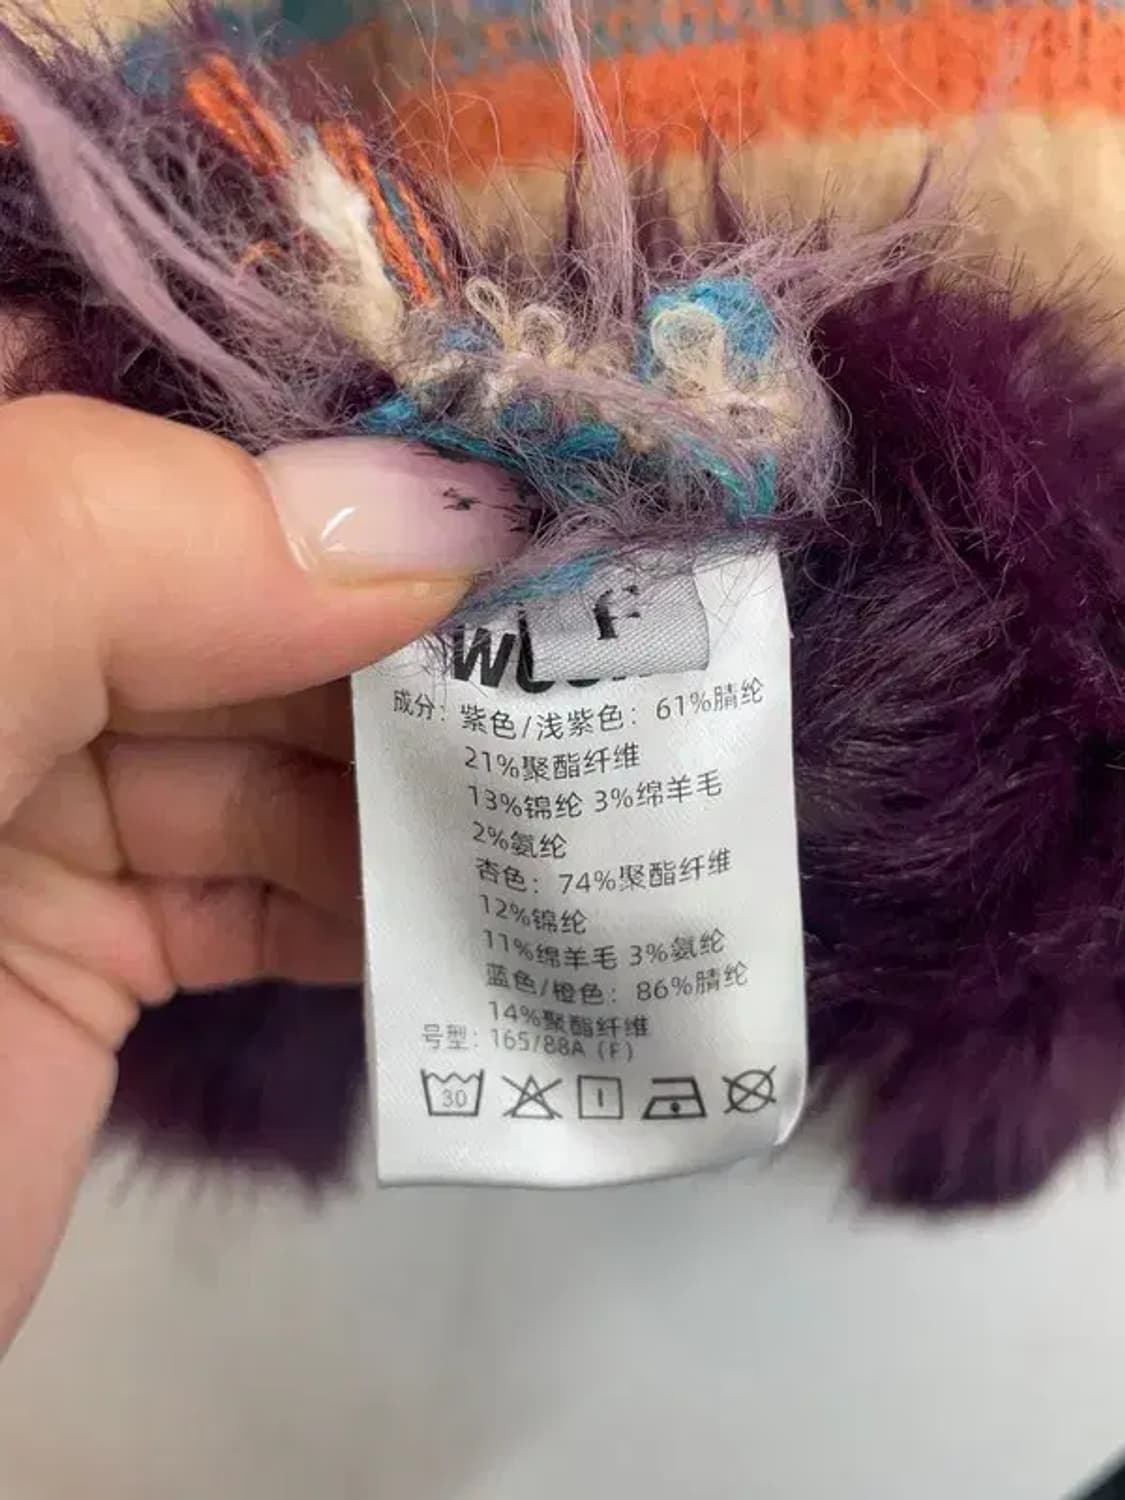 F
成分：紫色/浅紫色：61%腈纶
21%聚酯纤维
13%锦纶 3%绵羊毛
2%氨纶
杏色：74%聚酯纤维
12%锦纶
11%绵羊毛 3%氨纶
蓝色/橙色：86%腈纶
14%聚酯纤维
号型：165/88A（F）
30